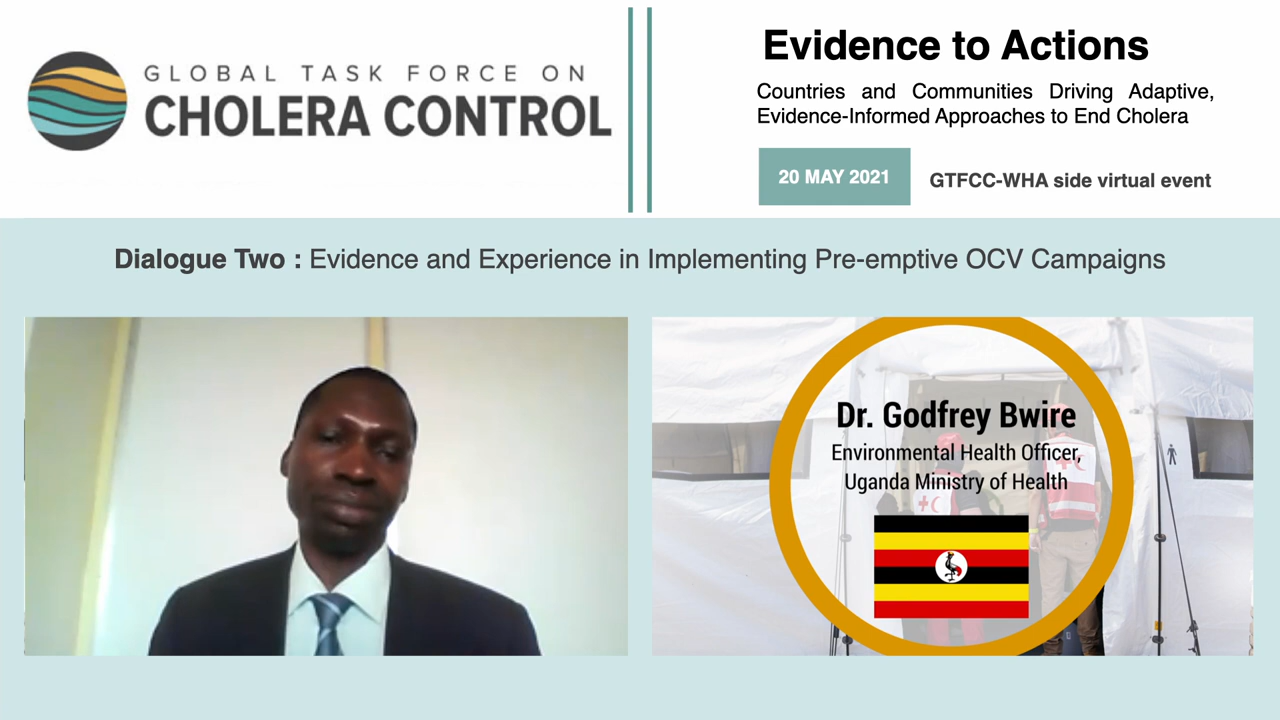 GLOBAL TASK FORCE ON
CHOLERA CONTROL
Evidence to Actions
Countries and Communities Driving Adaptive,
Evidence-Informed Approaches to End Cholera
20 MAY 2021
GTFCC-WHA side virtual event
Dialogue Two : Evidence and Experience in Implementing Pre-emptive OCV Campaigns
Dr. Godfrey Bwire
Environmental Health Officer,
Uganda Ministry of Health